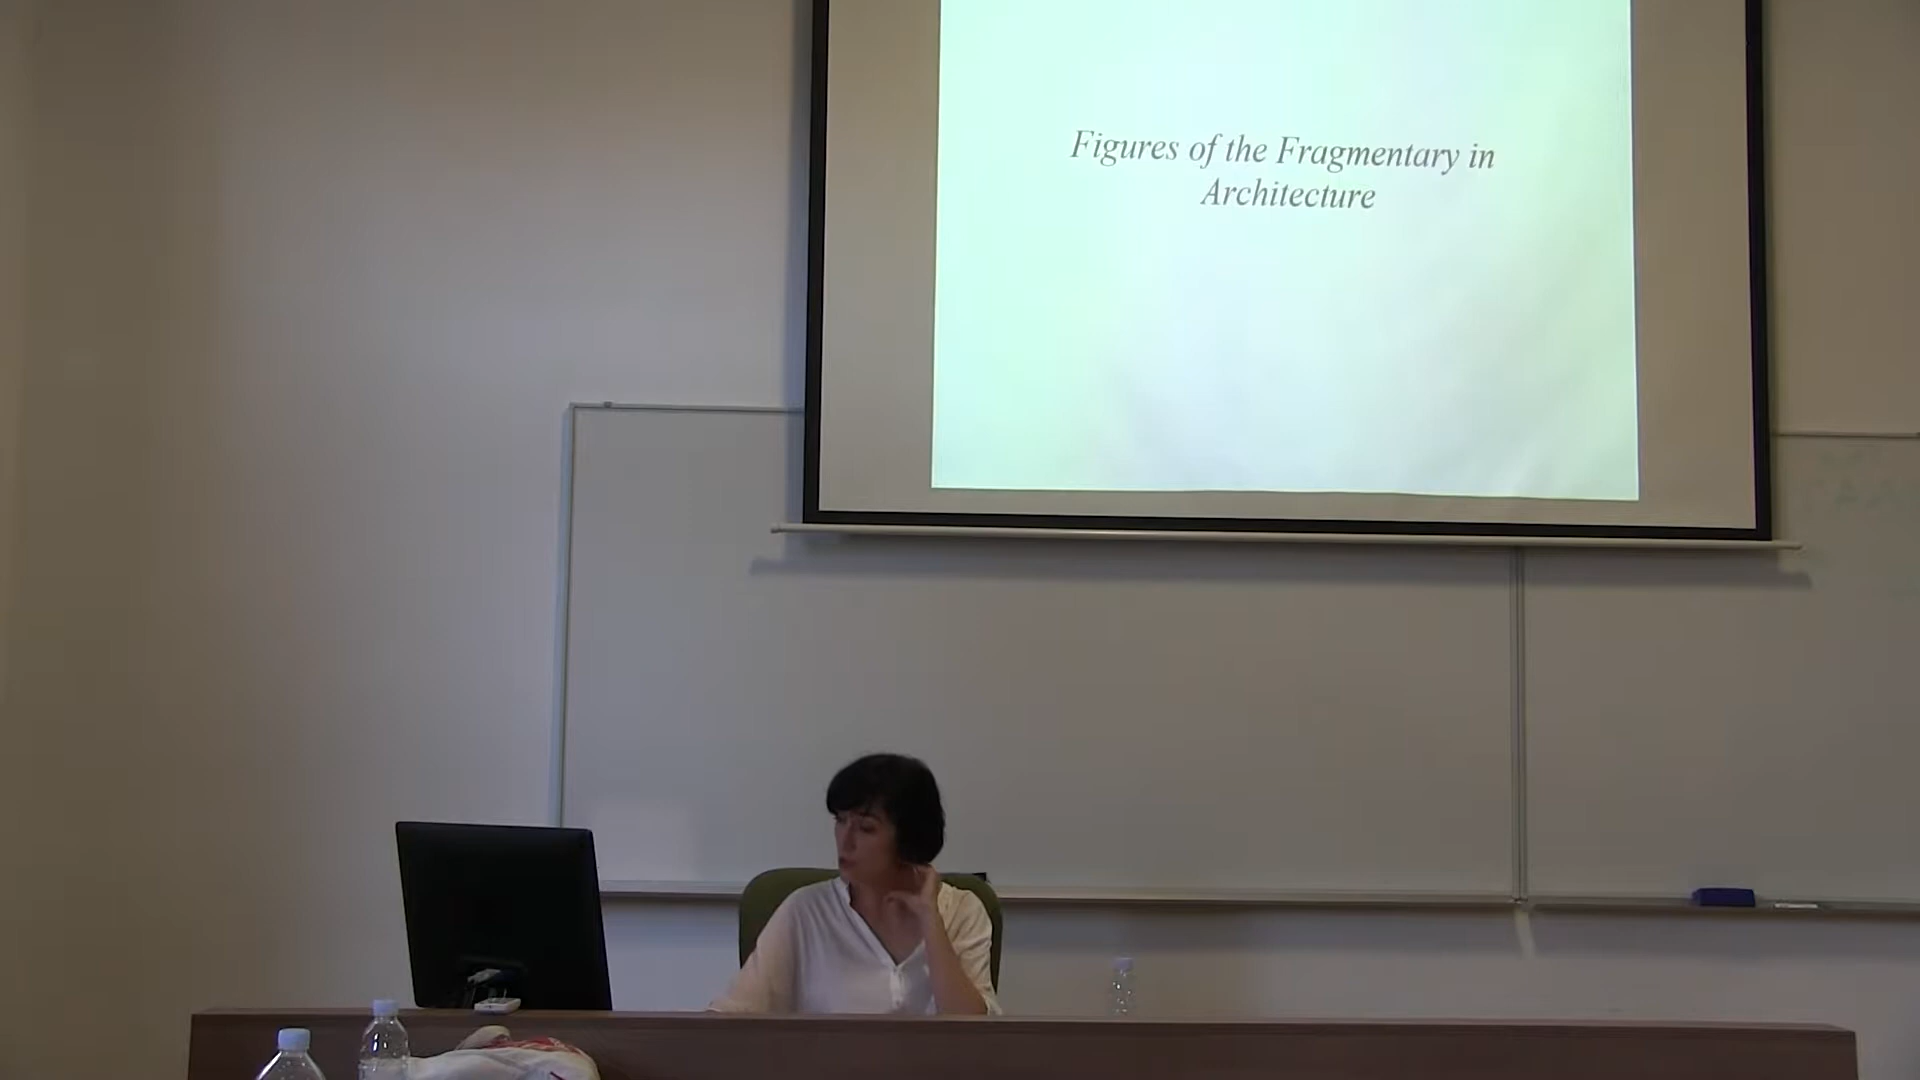 Figures of the Fragmentary in
Architecture